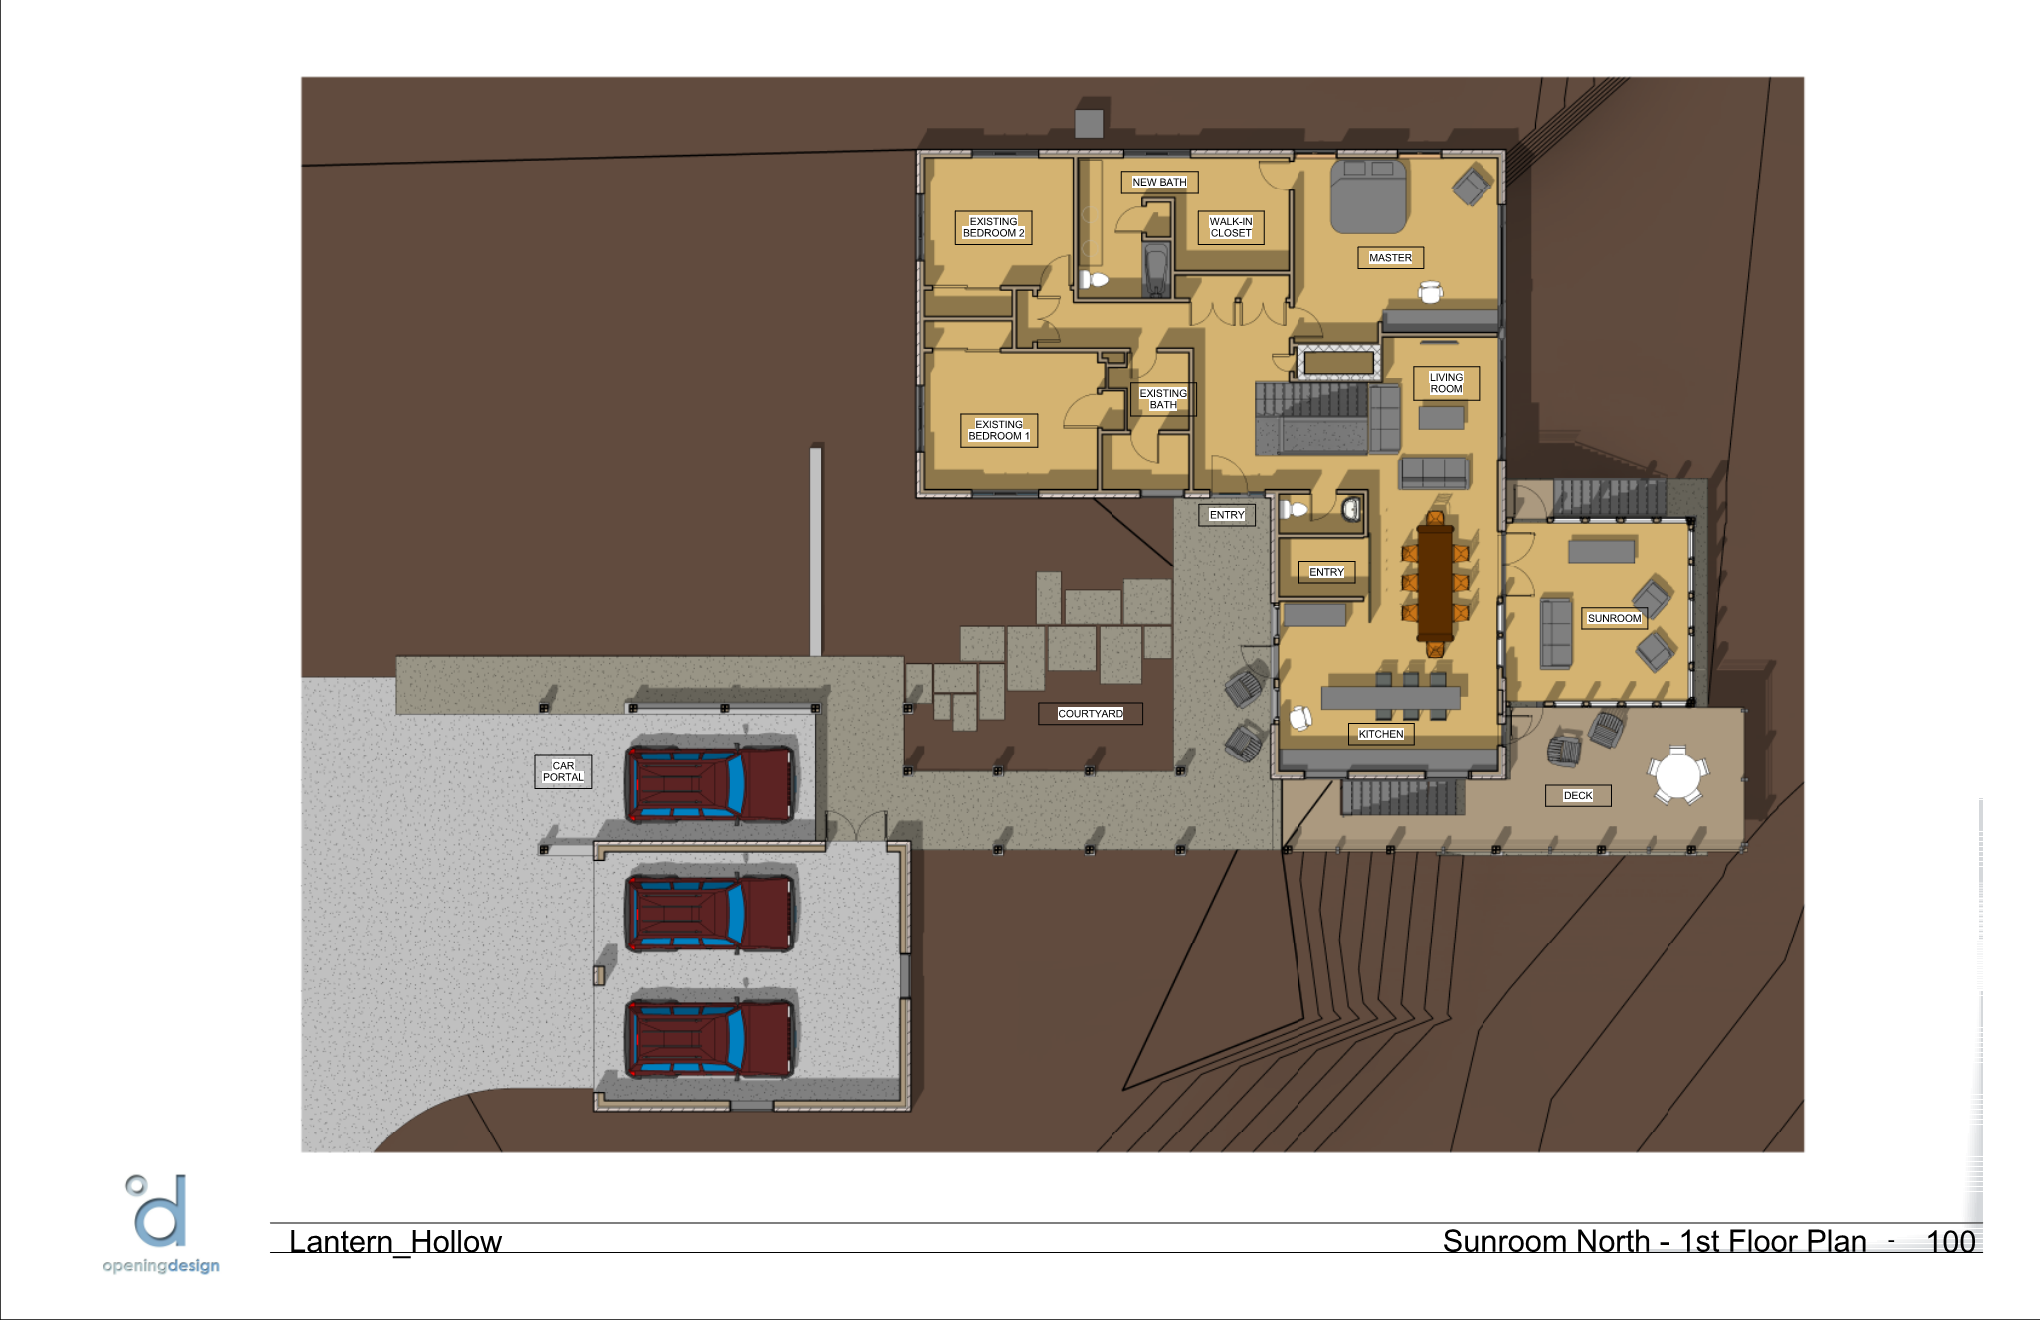 NEW BATH
EXISTING
BEDROOM 2
WALK-IN
CLOSET
MASTER
LIVING
ROOM
EXISTING
BATH
EXISTING
BEDROOM 1
ENTRY
ENTRY
SUNROOM
COURTYARD
KITCHEN
CAR
PORTAL
DECK
openingdesign
Lantern_Hollow
Sunroom North - 1st Floor Plan - 100